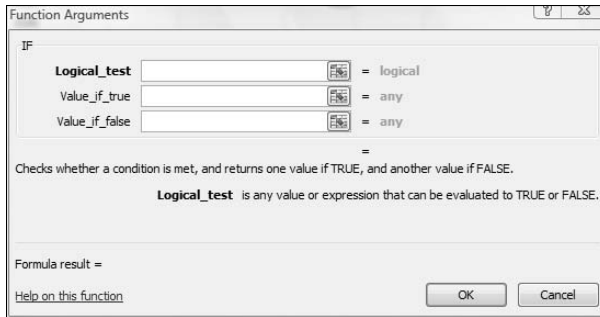 Function Arguments
IF
Logical_test = logical
Value_if_true = any
Value_if_false = any
=
Checks whether a condition is met, and returns one value if TRUE, and another value if FALSE.
Logical_test is any value or expression that can be evaluated to TRUE or FALSE.
Formula result =
Help on this function
OK Cancel